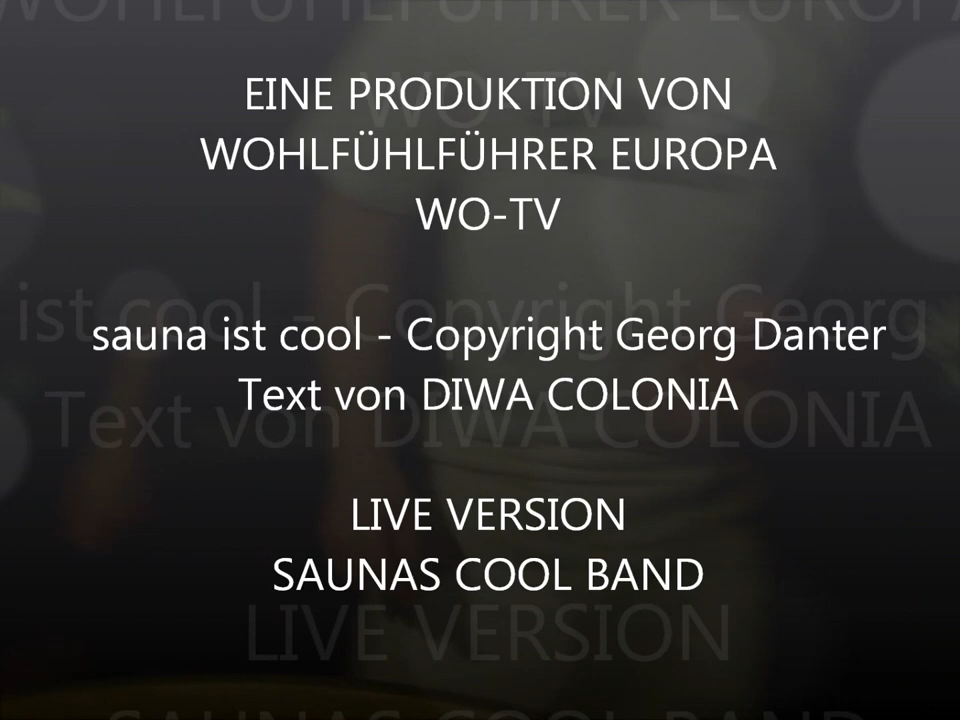 EINE PRODUKTION VON
WOHLFÜHLFÜHRER EUROPA
WO-TV
sauna ist cool - Copyright Georg Danter
Text von DIWA COLONIA
LIVE VERSION
SAUNAS COOL BAND